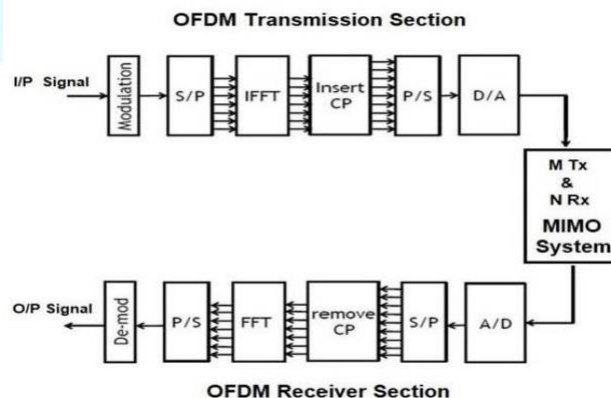 OFDM Transmission Section
I/P Signal
Modulation
S/P
IFFT
Insert
CP
P/S
D/A
M Tx
&
N Rx
MIMO
System
O/P Signal
De-mod
P/S
FFT
remove
CP
S/P
A/D
OFDM Receiver Section